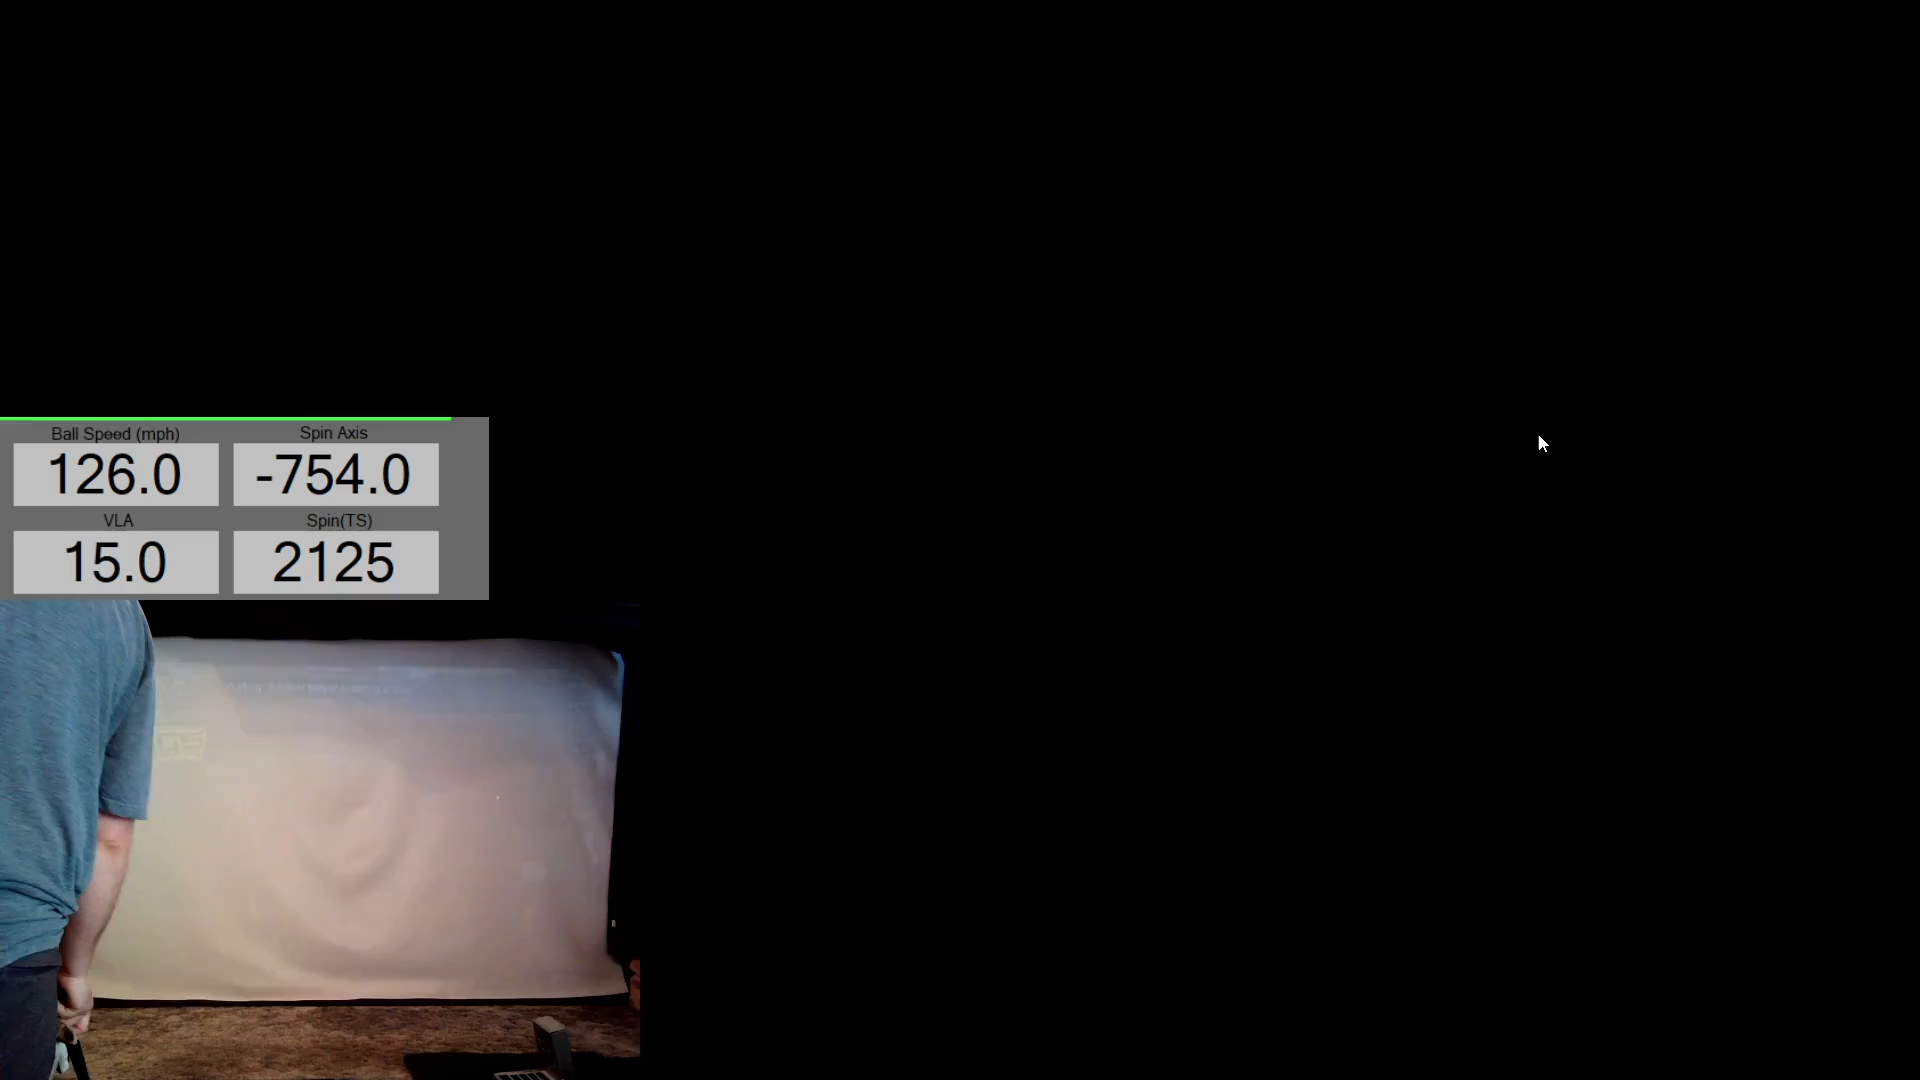 Ball Speed (mph)
Spin Axis
126.0
-754.0
VLA
Spin(TS)
15.0
2125